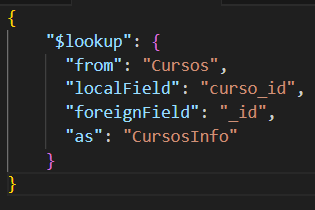 {
"$lookup": {
"from": "Cursos",
"localField": "curso_id",
"foreignField": "_id",
"as": "CursosInfo"
}
}